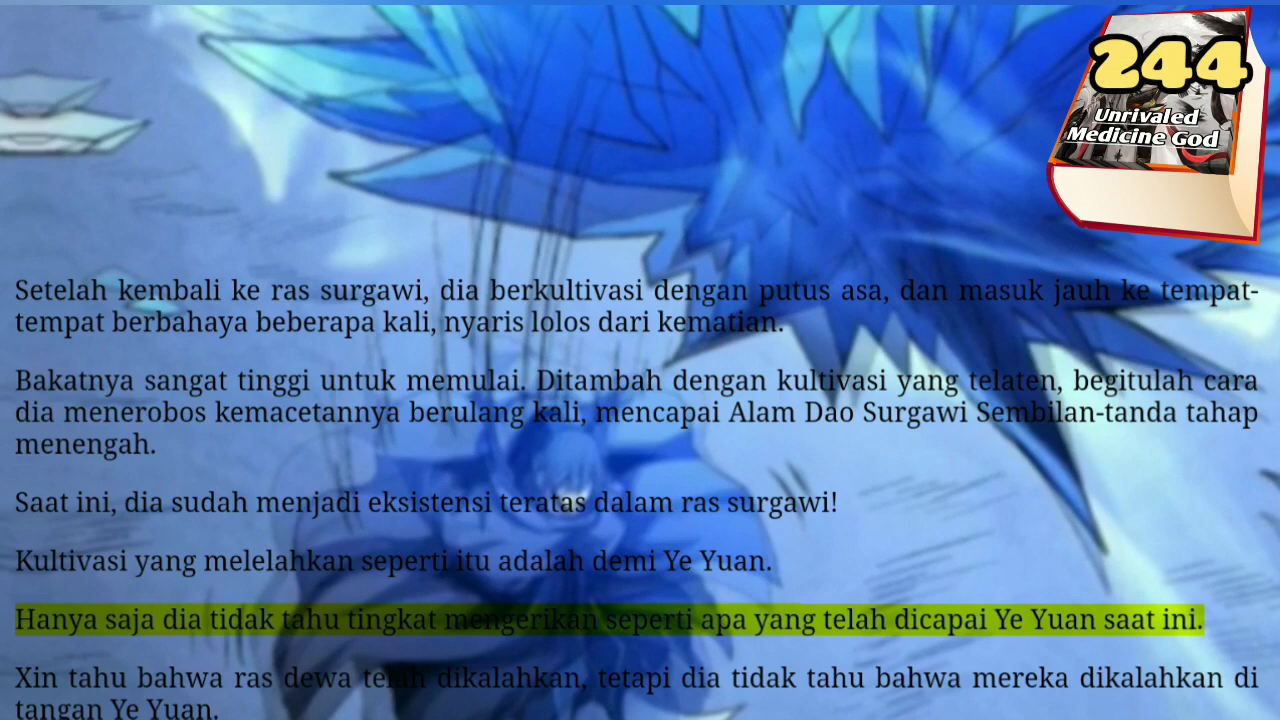 244
Unrivaled
Medicine God
Setelah kembali ke ras surgawi, dia berkultivasi dengan putus asa, dan masuk jauh ke tempat-
tempat berbahaya beberapa kali, nyaris lolos dari kematian.
Bakatnya sangat tinggi untuk memulai. Ditambah dengan kultivasi yang telaten, begitulah cara
dia menerobos kemacetannya berulang kali, mencapai Alam Dao Surgawi Sembilan-tanda tahap
menengah.
Saat ini, dia sudah menjadi eksistensi teratas dalam ras surgawi!
Kultivasi yang melelahkan seperti itu adalah demi Ye Yuan.
Hanya saja dia tidak tahu tingkat mengerikan seperti apa yang telah dicapai Ye Yuan saat ini.
Xin tahu bahwa ras dewa telah dikalahkan, tetapi dia tidak tahu bahwa mereka dikalahkan di
tangan Ye Yuan.